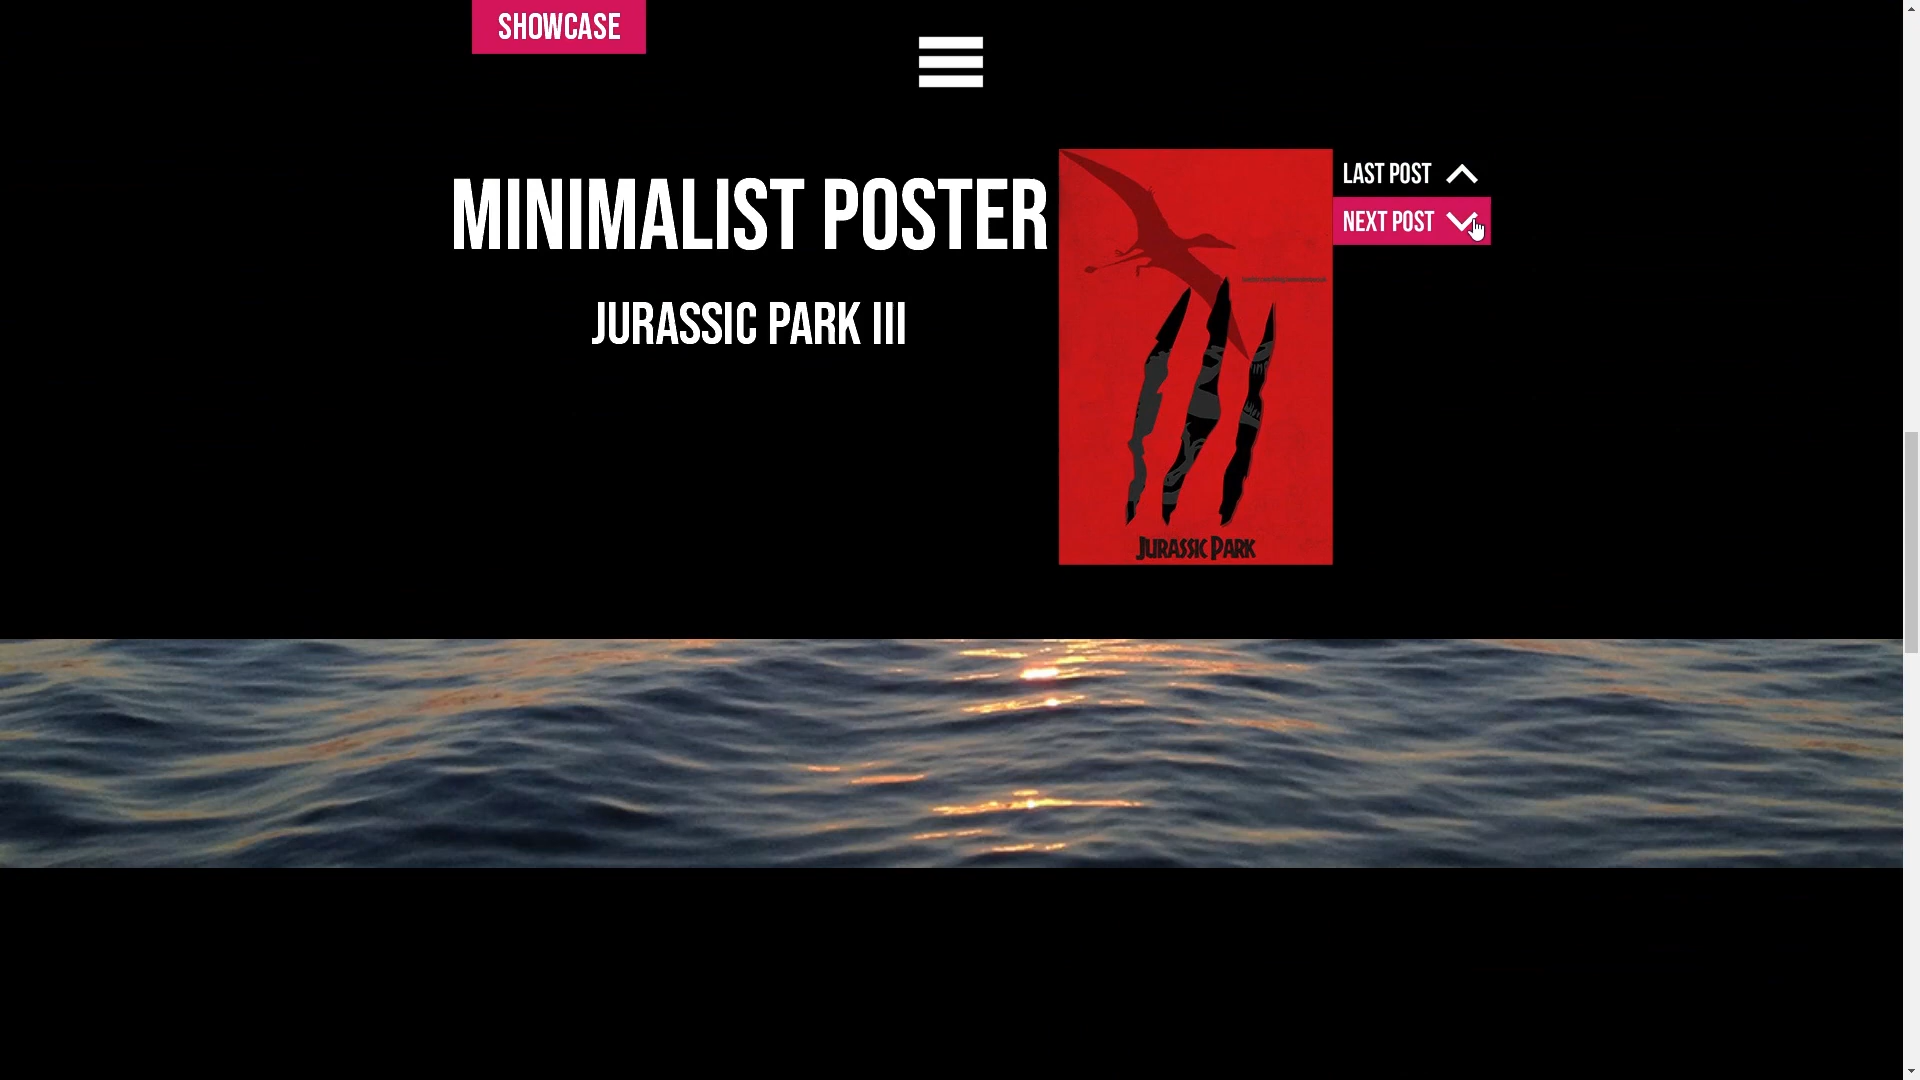 SHOWCASE
MINIMALIST POSTER
JURASSIC PARK III
LAST POST
NEXT POST
JURASSIC PARK